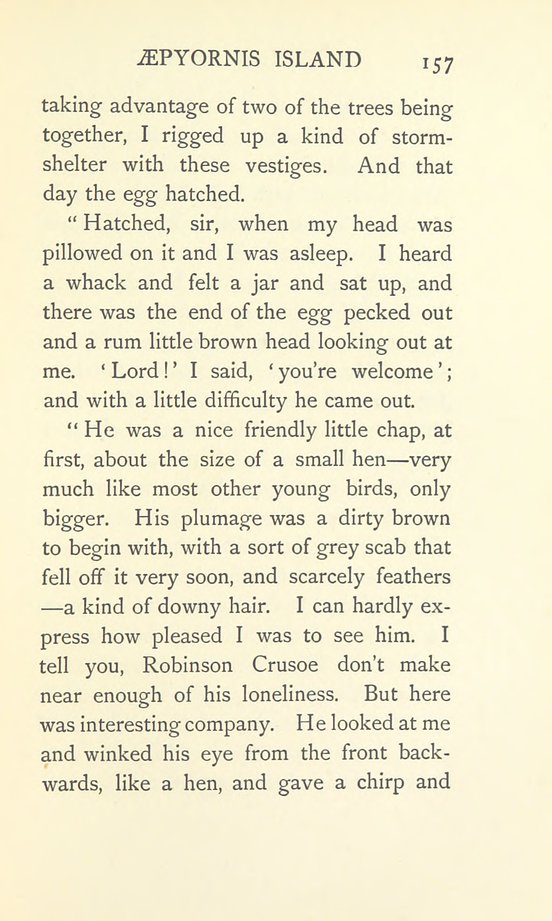 ÆPYORNIS ISLAND 157
taking advantage of two of the trees being
together, I rigged up a kind of storm-
shelter with these vestiges. And that
day the egg hatched.
“Hatched, sir, when my head was
pillowed on it and I was asleep. I heard
a whack and felt a jar and sat up, and
there was the end of the egg pecked out
and a rum little brown head looking out at
me. ‘Lord!’ I said, ‘you’re welcome’;
and with a little difficulty he came out.
“He was a nice friendly little chap, at
first, about the size of a small hen—very
much like most other young birds, only
bigger. His plumage was a dirty brown
to begin with, with a sort of grey scab that
fell off it very soon, and scarcely feathers
—a kind of downy hair. I can hardly ex-
press how pleased I was to see him. I
tell you, Robinson Crusoe don’t make
near enough of his loneliness. But here
was interesting company. He looked at me
and winked his eye from the front back-
wards, like a hen, and gave a chirp and